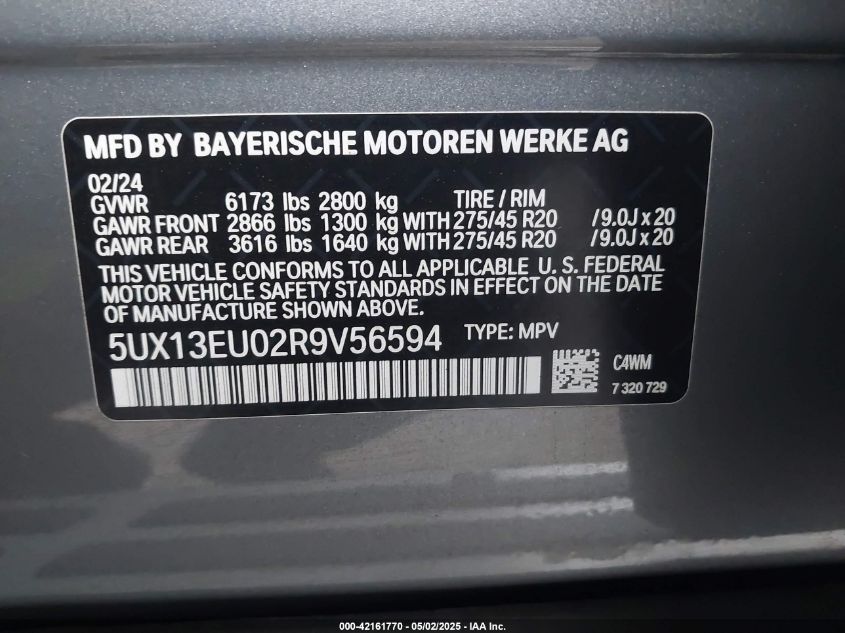 MFD BY BAYERISCHE MOTOREN WERKE AG
02/24
GVWR 6173 lbs 2800 kg TIRE / RIM
GAWR FRONT 2866 lbs 1300 kg WITH 275/45 R20 /9.0J x 20
GAWR REAR 3616 lbs 1640 kg WITH 275/45 R20 /9.0J x 20
THIS VEHICLE CONFORMS TO ALL APPLICABLE U. S. FEDERAL
MOTOR VEHICLE SAFETY STANDARDS IN EFFECT ON THE DATE
OF MANUFACTURE SHOWN ABOVE.
5UX13EU02R9V56594 TYPE: MPV
C4WM
7 320 729
000-42161770 - 05/02/2025 - IAA Inc.